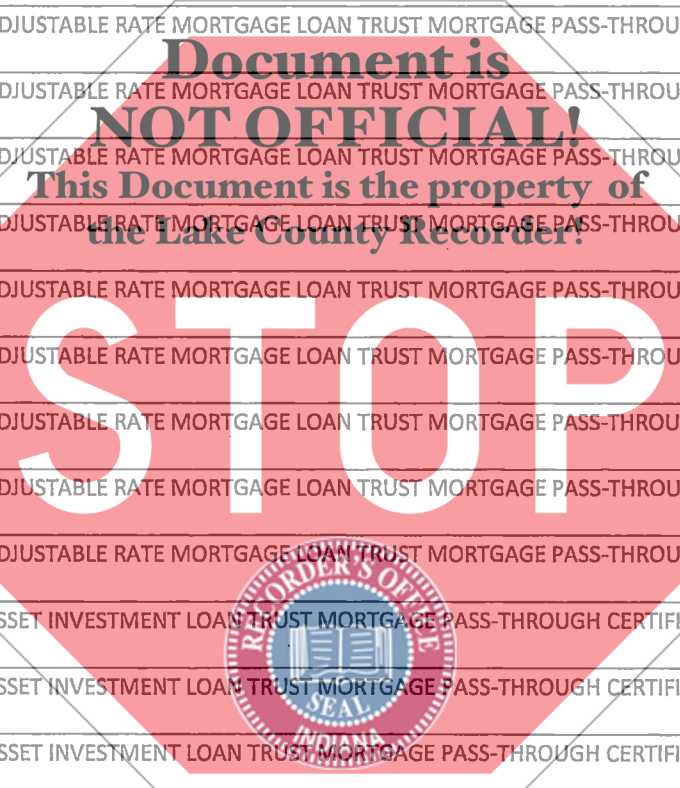 DJUSTABLE RATE MORTGAGE LOAN TRUST MORTGAGE PASS-THROU
Document is
DJUSTABLE RATE MORTGAGE LOAN TRUST MORTGAGE PASS-THROU
NOT OFFICIAL!
DJUSTABLE RATE MORTGAGE LOAN TRUST MORTGAGE PASS-THROU
This Document is the property of
DJUSTABLE RATE MORTGAGE LOAN TRUST MORTGAGE PASS-THROU
the Lake County Recorder!
DJUSTABLE RATE MORTGAGE LOAN TRUST MORTGAGE PASS-THROU
DJUSTABLE RATE MORTGAGE LOAN TRUST MORTGAGE PASS-THROU
STOP
DJUSTABLE RATE MORTGAGE LOAN TRUST MORTGAGE PASS-THROU
DJUSTABLE RATE MORTGAGE LOAN TRUST MORTGAGE PASS-THROU
DJUSTABLE RATE MORTGAGE LOAN TRUST MORTGAGE PASS-THROU
RECORDER'S OFFICE
SSET INVESTMENT LOAN TRUST MORTGAGE PASS-THROUGH CERTIFI
SSET INVESTMENT LOAN TRUST MORTGAGE PASS-THROUGH CERTIFI
SEAL
INDIANA
SSET INVESTMENT LOAN TRUST MORTGAGE PASS-THROUGH CERTIFI